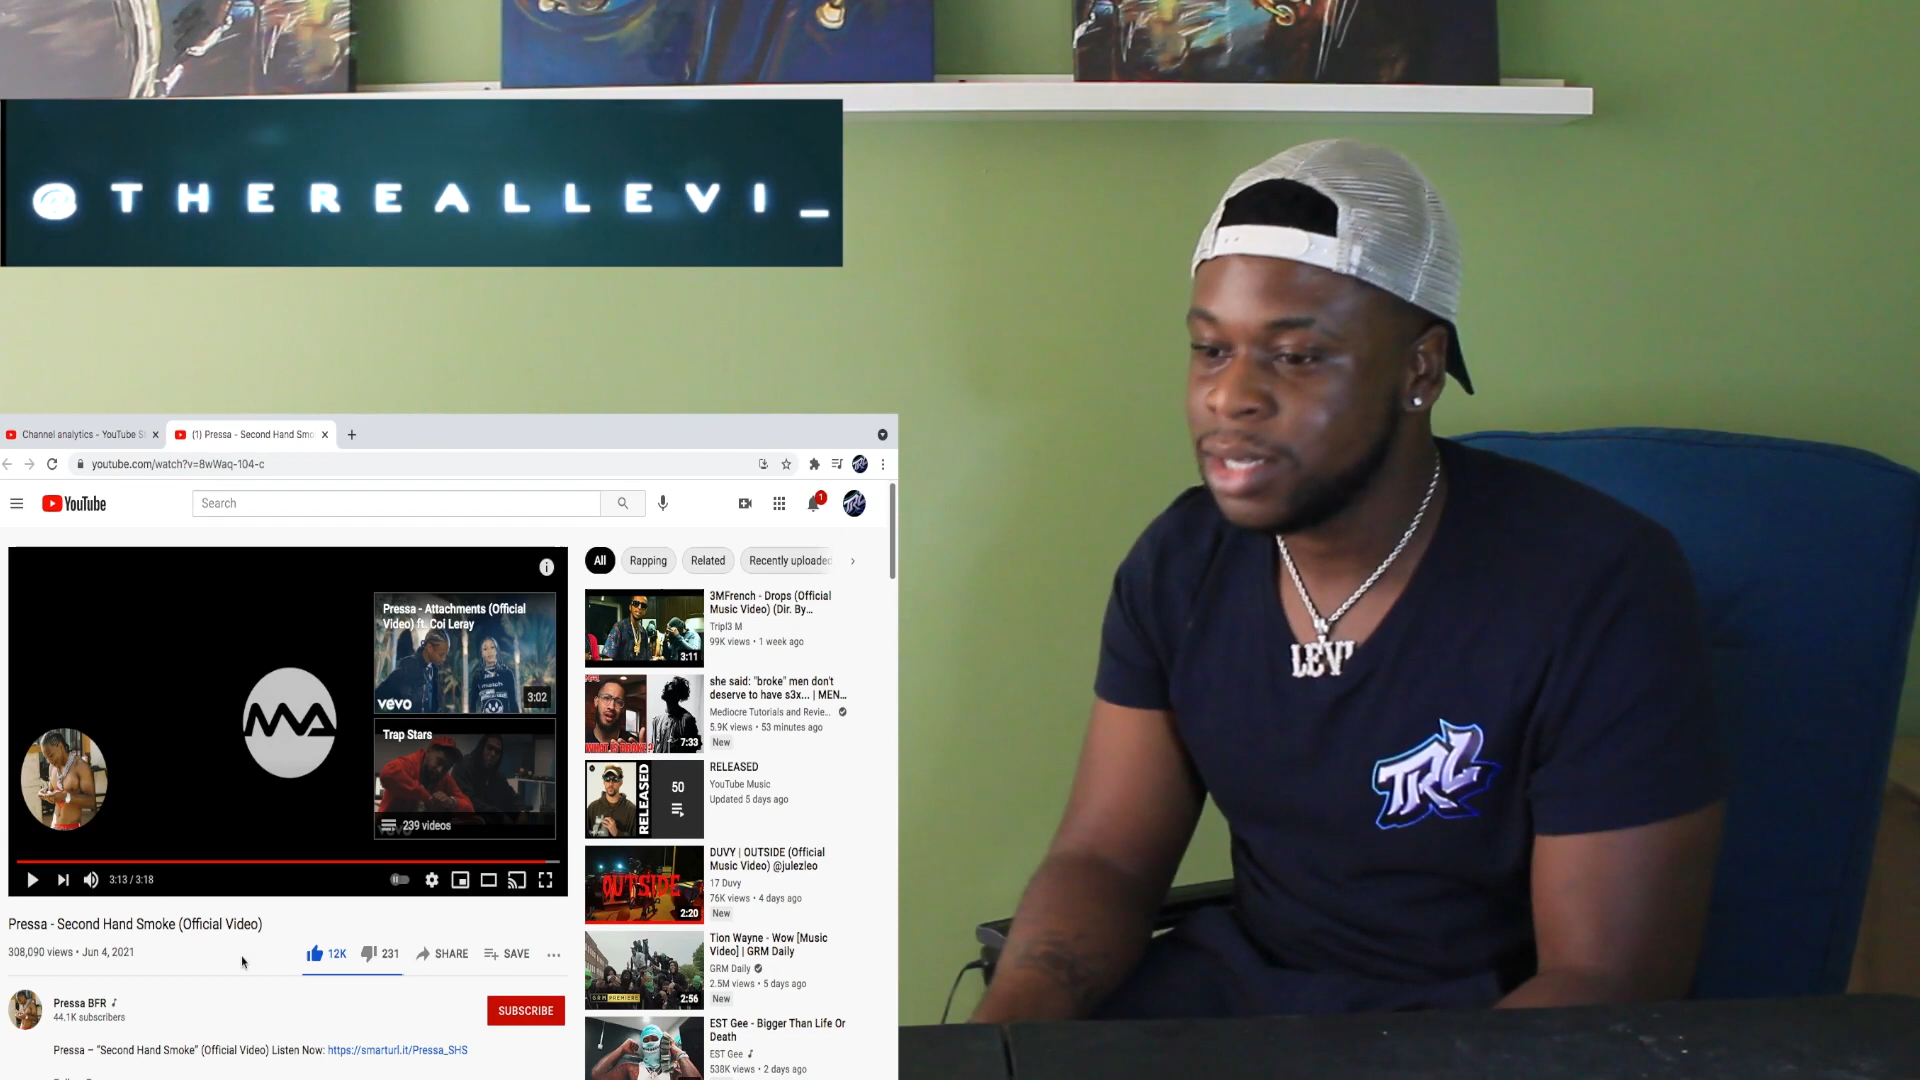 @THEREALLEVI_
Channel analytics - YouTube S
(1) Pressa - Second Hand Smo
youtube.com/watch?v=8wWaq-104-c
YouTube
Search
1
All
Rapping
Related
Recently uploaded
Pressa - Attachments (Official
Video) ft. Coi Leray
vevo
3:02
Trap Stars
239 videos
3:13 / 3:18
Pressa - Second Hand Smoke (Official Video)
308,090 views • Jun 4, 2021
12K
231
SHARE
SAVE
Pressa BFR
44.1K subscribers
SUBSCRIBE
Pressa – “Second Hand Smoke” (Official Video) Listen Now: https://smarturl.it/Pressa_SHS
3MFrench - Drops (Official
Music Video) (Dir. By...
Tripl3 M
99K views • 1 week ago
3:11
she said: "broke" men don't
deserve to have s3x... | MEN...
Mediocre Tutorials and Revie...
5.9K views • 53 minutes ago
New
7:33
RELEASED
YouTube Music
Updated 5 days ago
RELEASED
50
DUVY | OUTSIDE (Official
Music Video) @julezleo
17 Duvy
76K views • 4 days ago
New
OUTSIDE
2:20
Tion Wayne - Wow [Music
Video] | GRM Daily
GRM Daily
2.5M views • 5 days ago
New
GRM PREMIERE
2:56
EST Gee - Bigger Than Life Or
Death
EST Gee
538K views • 2 days ago
LEVI
TRL